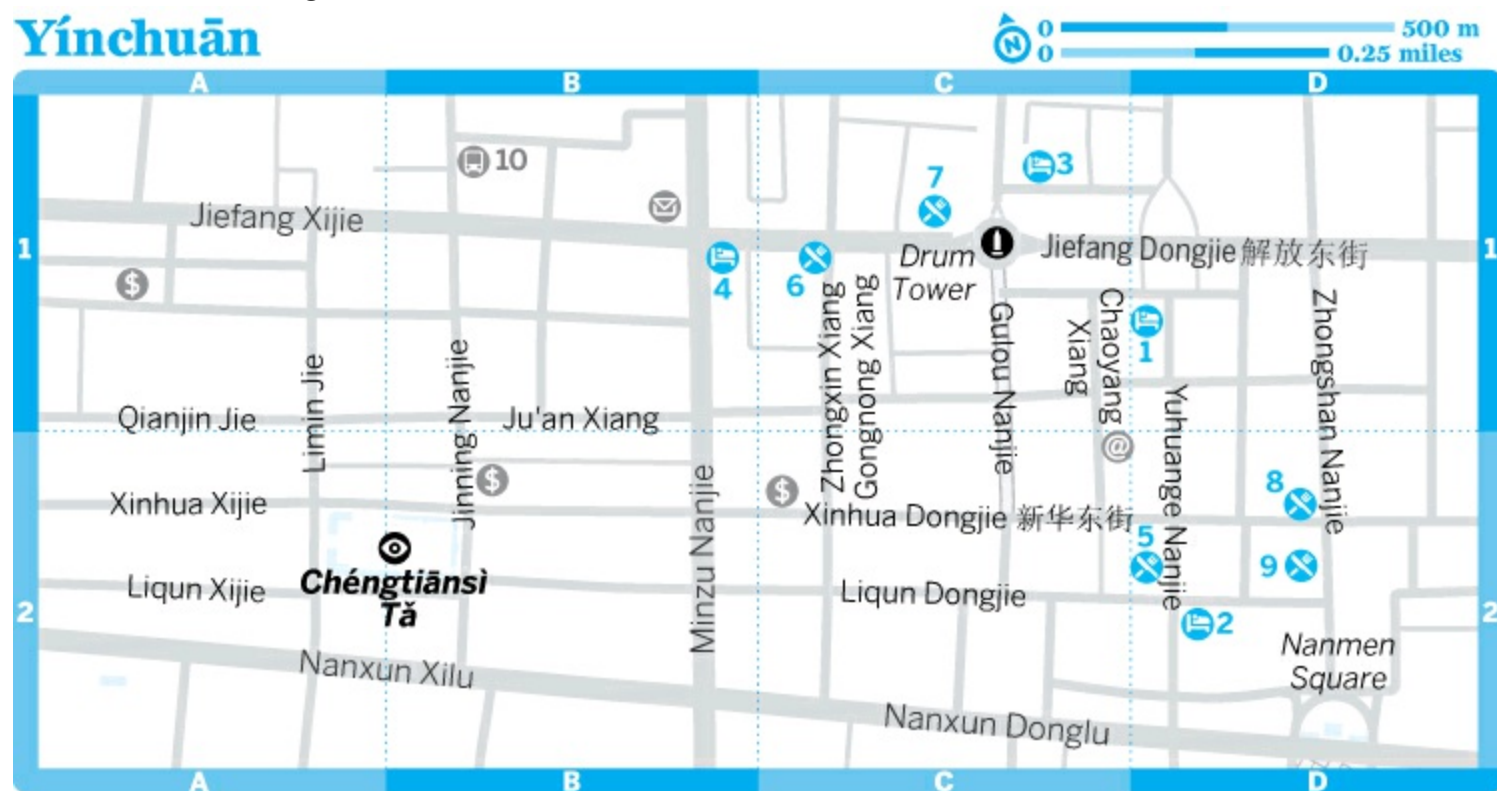 Yínchuān
N
0 500 m
0 0.25 miles
A B C D
10
3
7
Jiefang Xijie
1
1
Drum
Tower
Jiefang Dongjie 解放东街
$
4
6
1
Zhongxin Xiang
Gongnong Xiang
Gulou Nanjie
Chaoyang
Xiang
Zhongshan Nanjie
Limin Jie
Jinning Nanjie
Yuhuange Nanjie
Qianjin Jie
Ju'an Xiang
@
Minzu Nanjie
$
$
8
Xinhua Xijie
Xinhua Dongjie 新华东街
5
9
Chéngtiānsì
Tǎ
Liqun Xijie
Liqun Dongjie
2
2
2
Nanmen
Square
Nanxun Xilu
Nanxun Donglu
A B C D